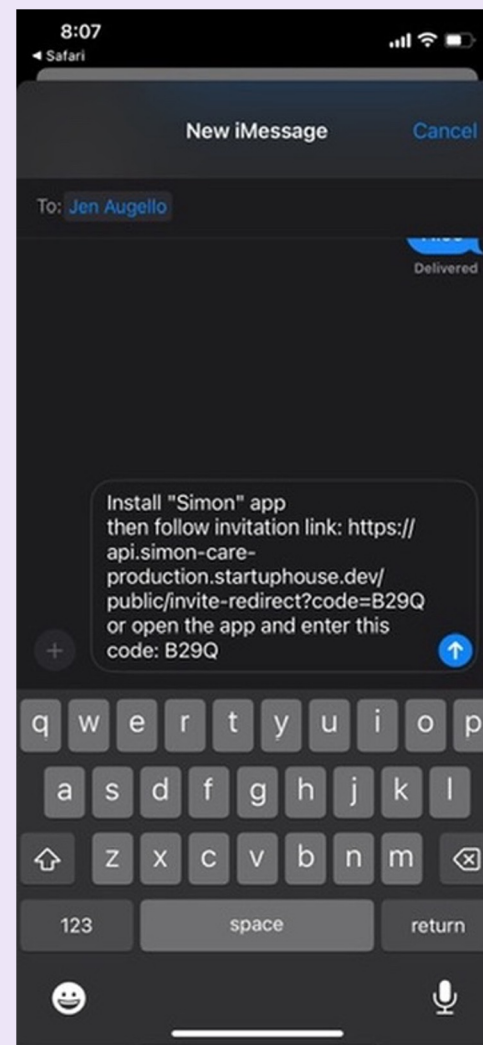 8:07
◀ Safari
New iMessage
Cancel
To: Jen Augello
Delivered
Install "Simon" app
then follow invitation link: https://
api.simon-care-
production.startuphouse.dev/
public/invite-redirect?code=B29Q
or open the app and enter this
code: B29Q
q w e r t y u i o p
a s d f g h j k l
z x c v b n m
123 space return